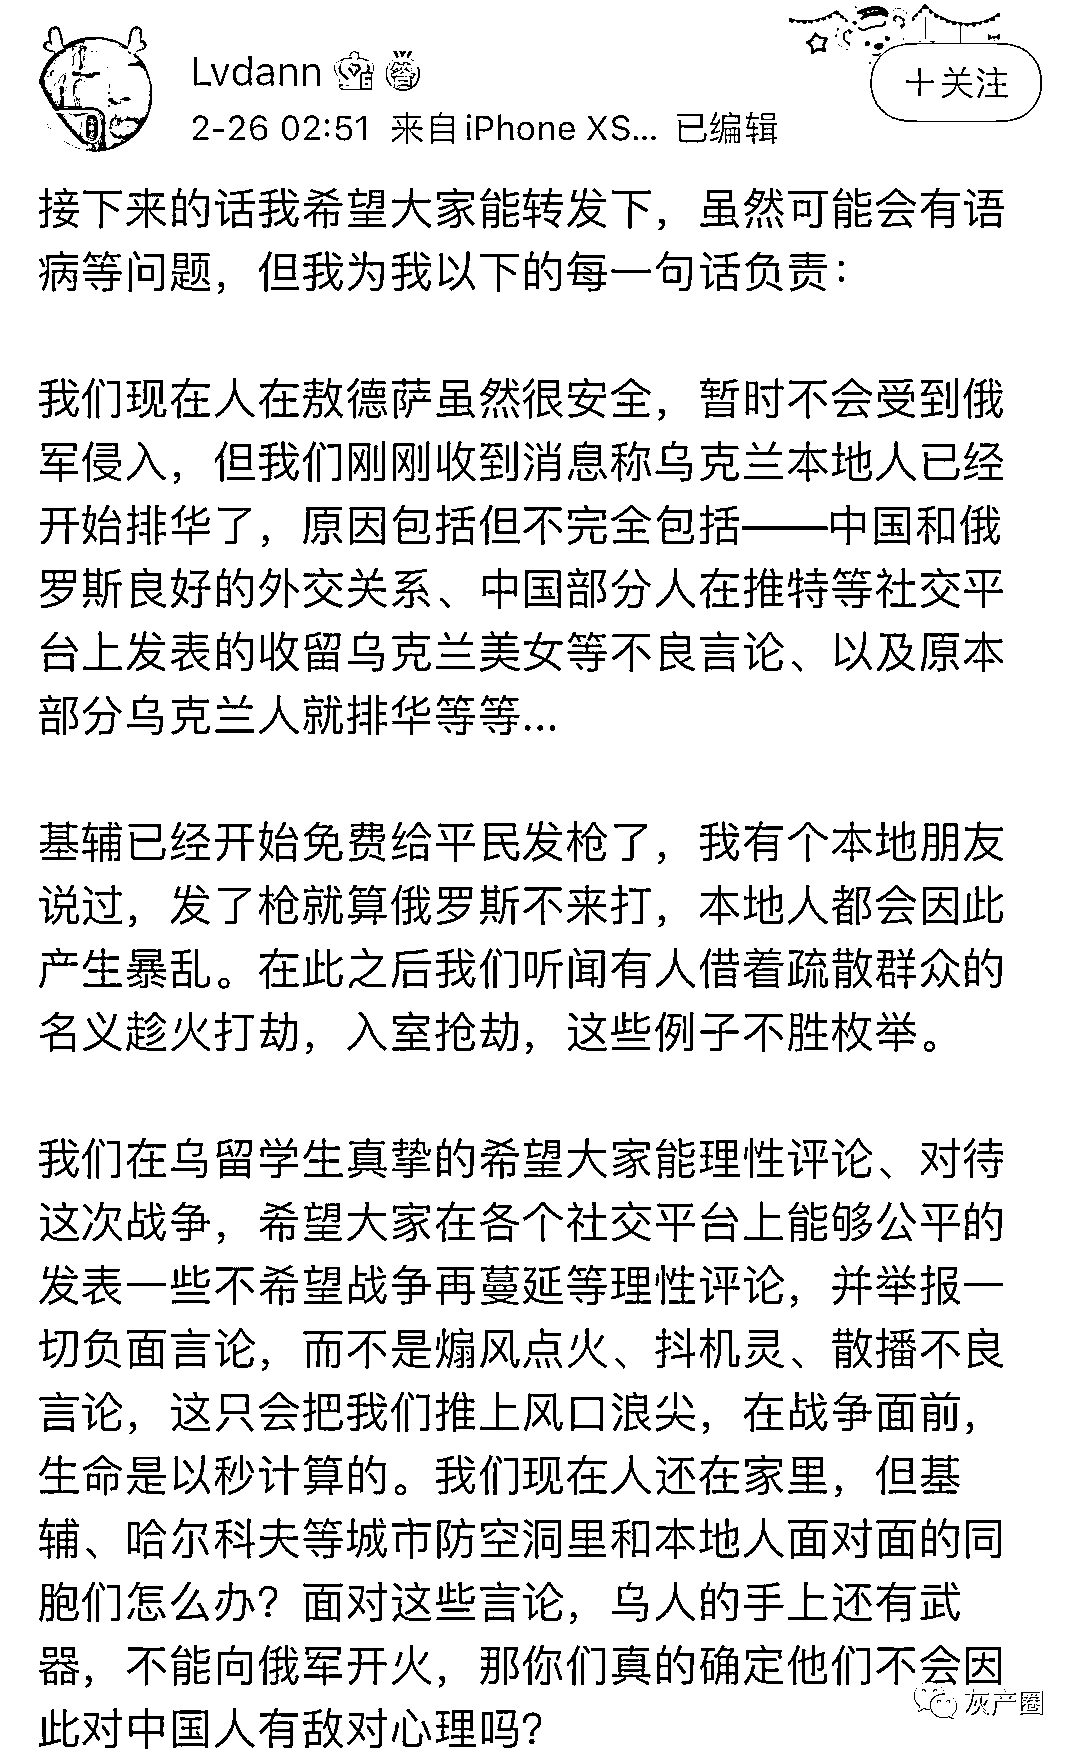 Lvdann
十关注
2-26 02:51 来自iPhone XS... 已编辑
接下来的话我希望大家能转发下，虽然可能会有语
病等问题，但我为我以下的每一句话负责：
我们现在人在敖德萨虽然很安全，暂时不会受到俄
军侵入，但我们刚刚收到消息称乌克兰本地人已经
开始排华了，原因包括但不完全包括——中国和俄
罗斯良好的外交关系、中国部分人在推特等社交平
台上发表的收留乌克兰美女等不良言论、以及原本
部分乌克兰人就排华等等...
基辅已经开始免费给平民发枪了，我有个本地朋友
说过，发了枪就算俄罗斯不来打，本地人都会因此
产生暴乱。在此之后我们听闻有人借着疏散群众的
名义趁火打劫，入室抢劫，这些例子不胜枚举。
我们在乌留学生真挚的希望大家能理性评论、对待
这次战争，希望大家在各个社交平台上能够公平的
发表一些不希望战争再蔓延等理性评论，并举报一
切负面言论，而不是煽风点火、抖机灵、散播不良
言论，这只会把我们推上风口浪尖，在战争面前，
生命是以秒计算的。我们现在人还在家里，但基
辅、哈尔科夫等城市防空洞里和本地人面对面的同
胞们怎么办？面对这些言论，乌人的手上还有武
器，不能向俄军开火，那你们真的确定他们不会因
此对中国人有敌对心理吗？
灰产圈